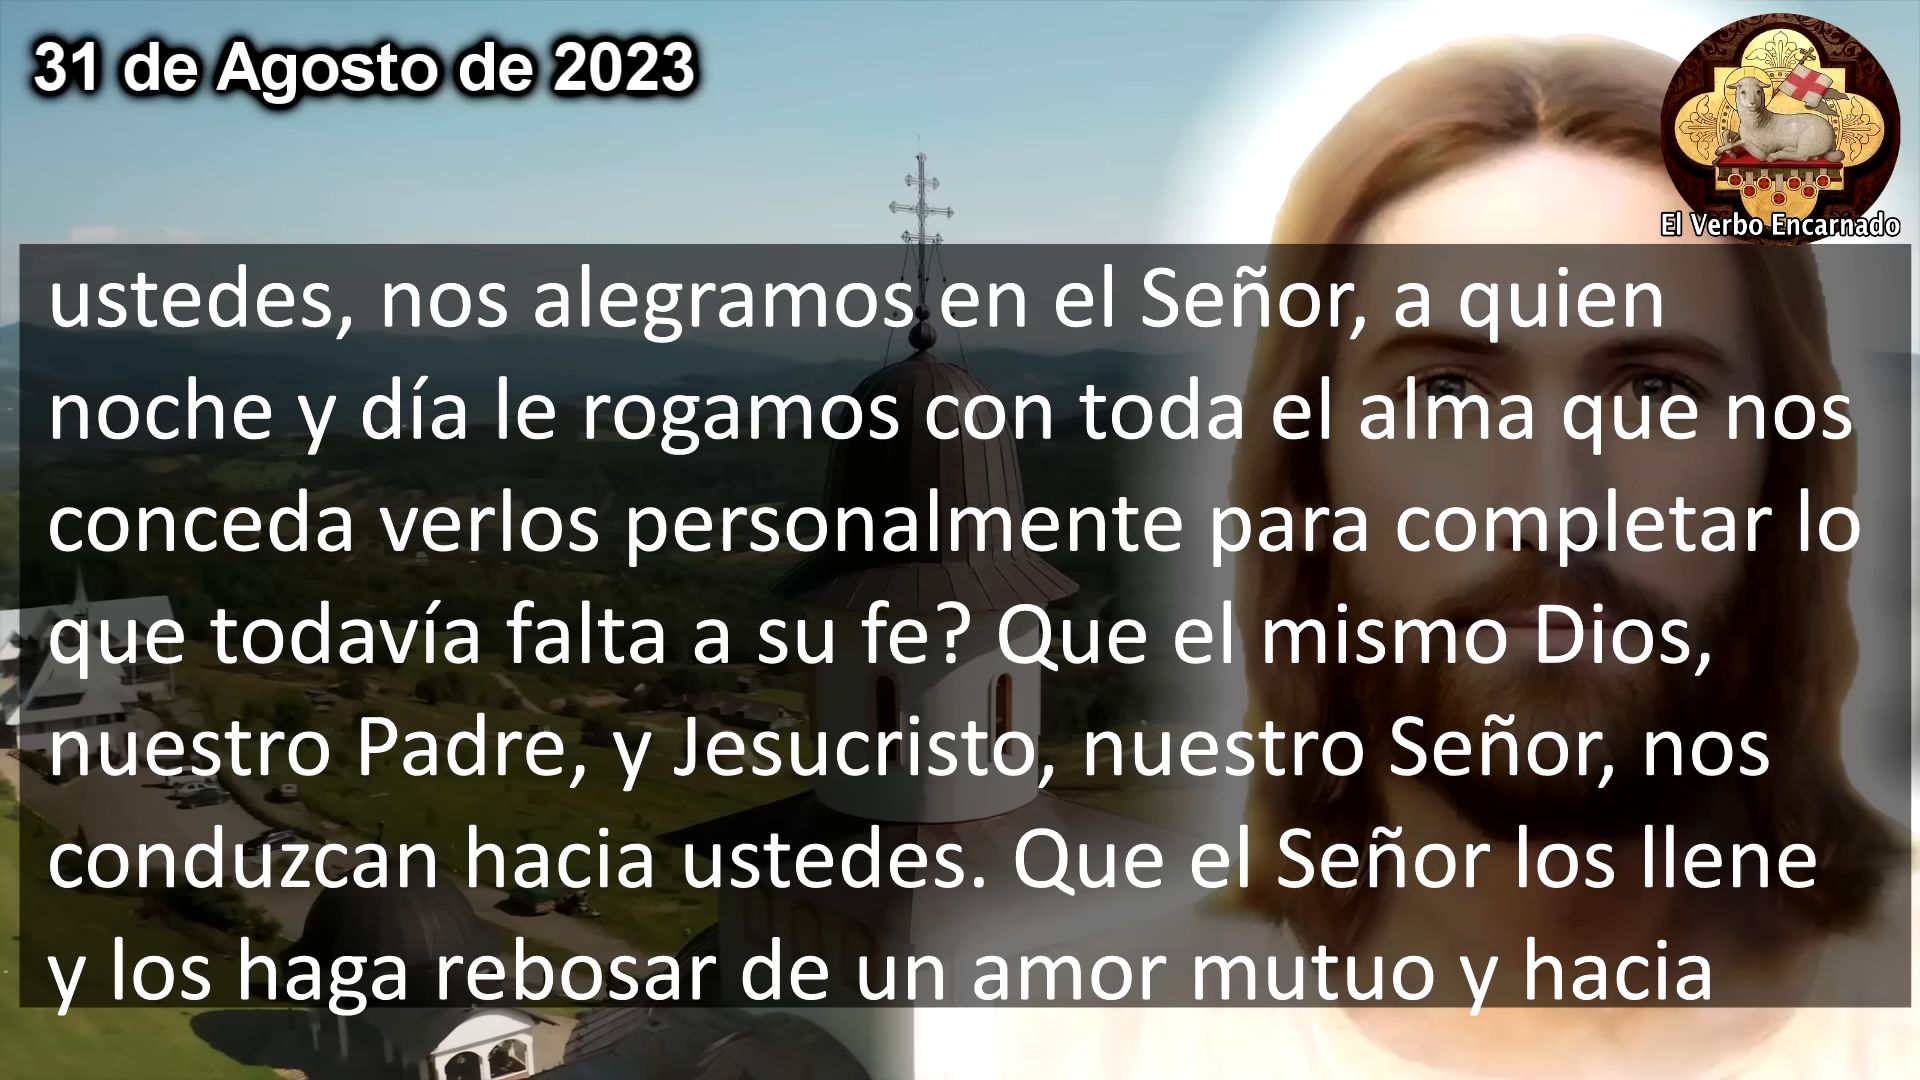 31 de Agosto de 2023
El Verbo Encarnado
ustedes, nos alegramos en el Señor, a quien
noche y día le rogamos con toda el alma que nos
conceda verlos personalmente para completar lo
que todavía falta a su fe? Que el mismo Dios,
nuestro Padre, y Jesucristo, nuestro Señor, nos
conduzcan hacia ustedes. Que el Señor los llene
y los haga rebosar de un amor mutuo y hacia